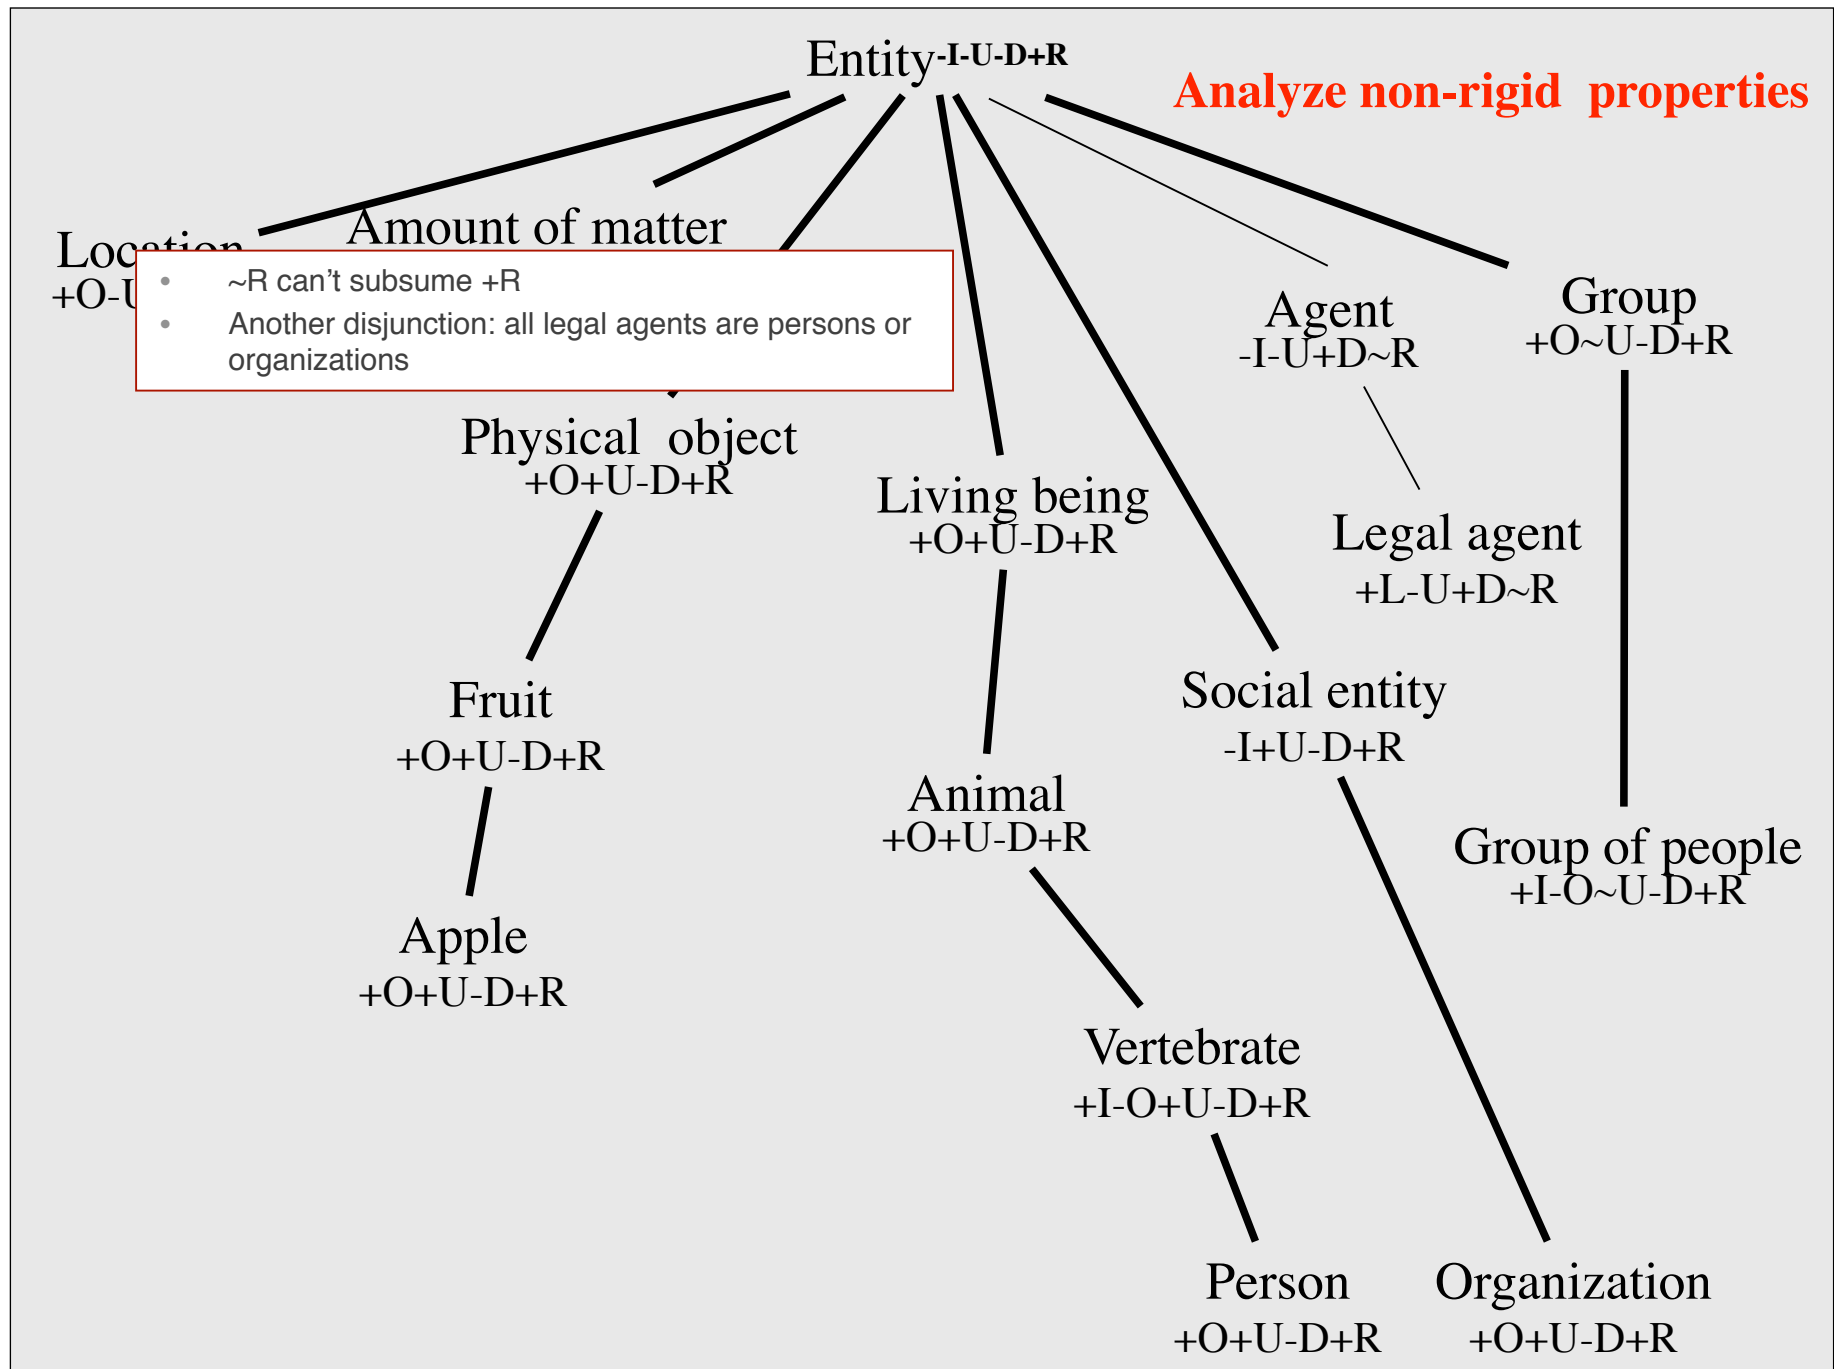 Entity-I-U-D+R
Analyze non-rigid properties
Location
+O-U
Amount of matter
• ~R can't subsume +R
• Another disjunction: all legal agents are persons or
organizations
Agent
-I-U+D~R
Group
+O~U-D+R
Physical object
+O+U-D+R
Living being
+O+U-D+R
Legal agent
+L-U+D~R
Fruit
+O+U-D+R
Social entity
-I+U-D+R
Animal
+O+U-D+R
Group of people
+I-O~U-D+R
Apple
+O+U-D+R
Vertebrate
+I-O+U-D+R
Person
+O+U-D+R
Organization
+O+U-D+R